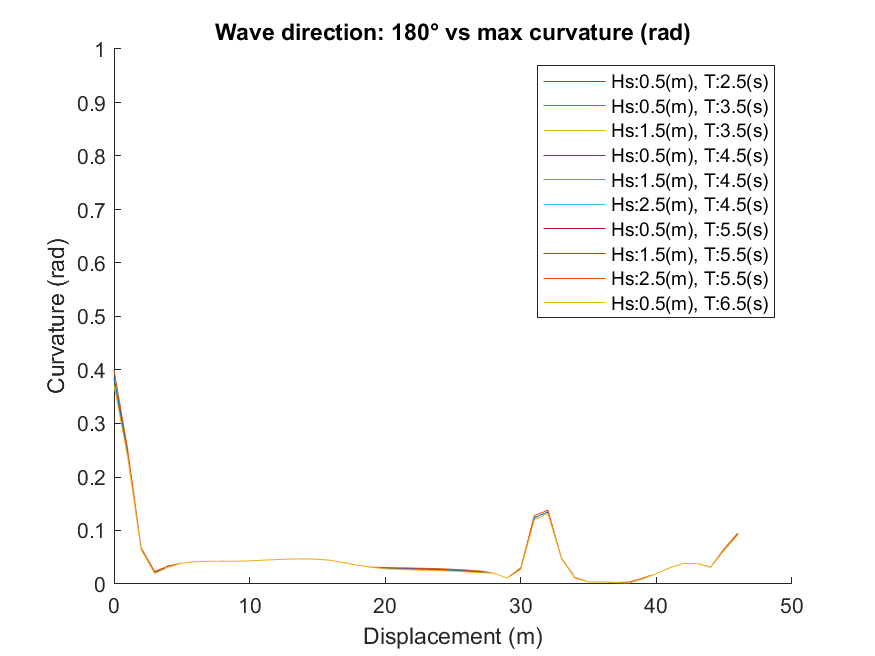 Wave direction: 180° vs max curvature (rad)
1
0.9
0.8
0.7
0.6
0.5
0.4
0.3
0.2
0.1
0
Curvature (rad)
Hs:0.5(m), T:2.5(s)
Hs:0.5(m), T:3.5(s)
Hs:1.5(m), T:3.5(s)
Hs:0.5(m), T:4.5(s)
Hs:1.5(m), T:4.5(s)
Hs:2.5(m), T:4.5(s)
Hs:0.5(m), T:5.5(s)
Hs:1.5(m), T:5.5(s)
Hs:2.5(m), T:5.5(s)
Hs:0.5(m), T:6.5(s)
0 10 20 30 40 50
Displacement (m)